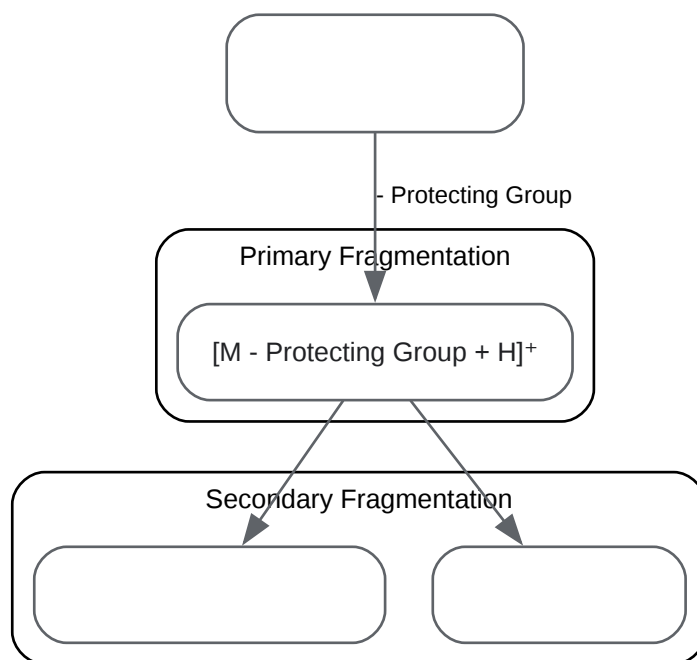 - Protecting Group
Primary Fragmentation
[M - Protecting Group + H]⁺
Secondary Fragmentation